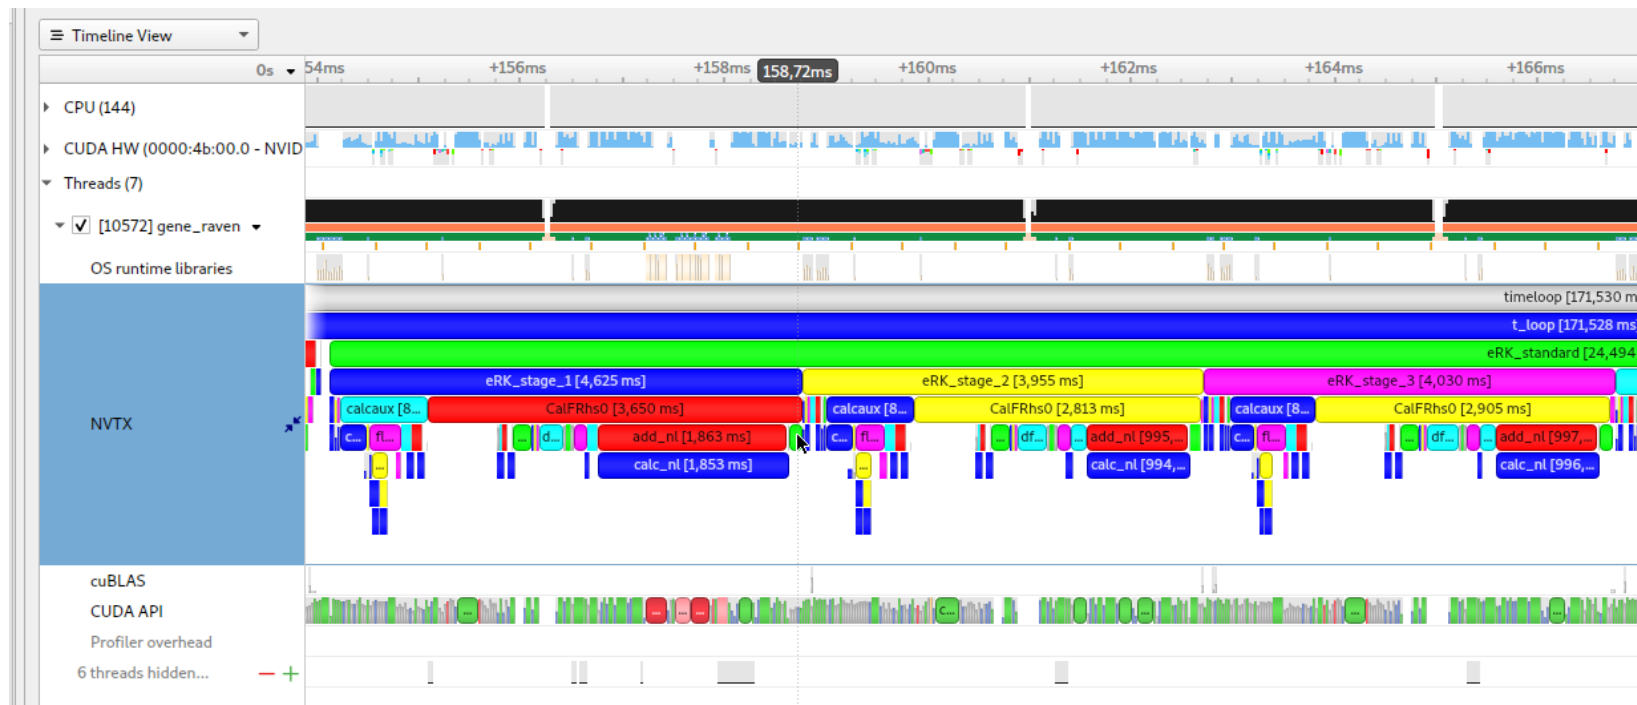 Timeline View
0s 54ms +156ms +158ms 158,72ms +160ms +162ms +164ms +166ms
CPU (144)
CUDA HW (0000:4b:00.0 - NVID
Threads (7)
[10572] gene_raven
OS runtime libraries
timeloop [171,530 m
t_loop [171,528 ms
eRK_standard [24,494
eRK_stage_1 [4,625 ms] eRK_stage_2 [3,955 ms] eRK_stage_3 [4,030 ms]
calcaux [8... CalFRhs0 [3,650 ms] calcaux [8... CalFRhs0 [2,813 ms] calcaux [8... CalFRhs0 [2,905 ms]
NVTX
c... fl... ... d... ... add_nl [1,863 ms] c... fl... ... df... ... add_nl [995,... c... fl... ... df... ... add_nl [997,...
... calc_nl [1,853 ms] ... calc_nl [994,... calc_nl [996,...
cuBLAS
CUDA API
... ... ... ... ... c... ... ... ... ... ...
Profiler overhead
6 threads hidden... − +